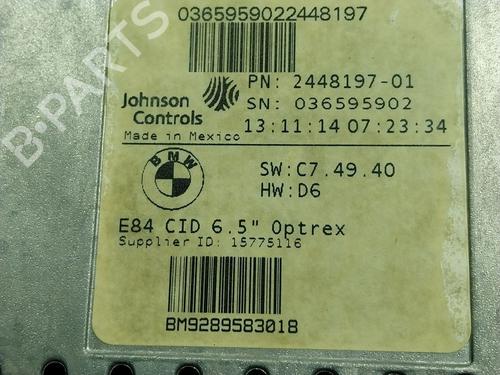 0365959022448197
Johnson
Controls
PN: 2448197-01
SN: 036595902
Made in Mexico
13:11:14 07:23:34
BMW
SW:C7.49.40
HW:D6
E84 CID 6.5" Optrex
Supplier ID: 15775116
BM9289583018
B-PARTS